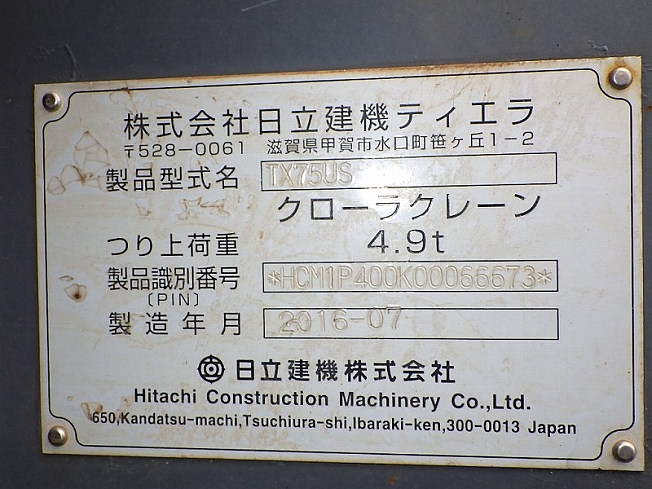 株式会社日立建機ティエラ
〒528-0061 滋賀県甲賀市水口町笹ヶ丘1-2
製品型式名 TX75US
クローラクレーン
つり上荷重 4.9t
製品識別番号 *HCM1P400K00066673*
(PIN)
製造年月 2016-07
日立建機株式会社
Hitachi Construction Machinery Co.,Ltd.
650,Kandatsu-machi,Tsuchiura-shi,Ibaraki-ken,300-0013 Japan